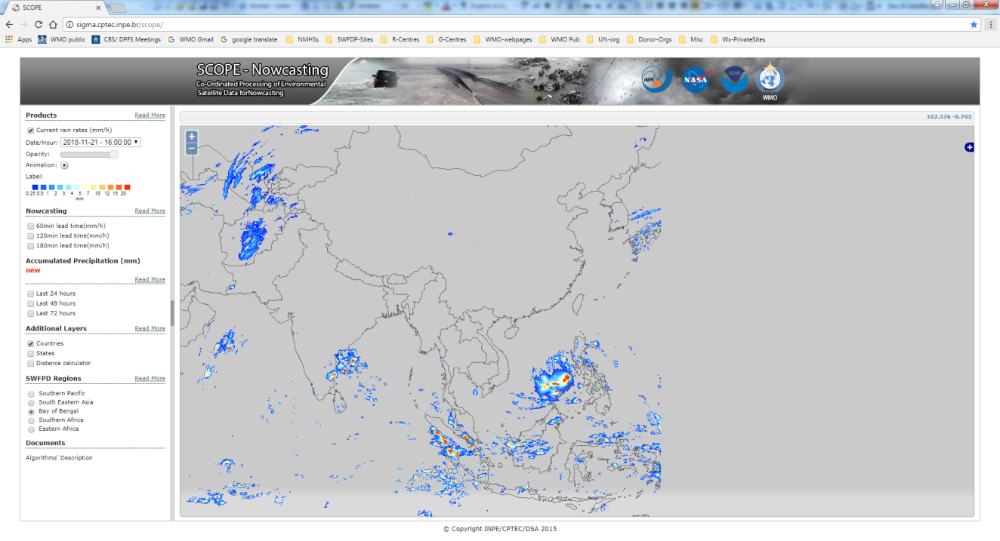 SCOPE
sigma.cptec.inpe.br/scope/
Apps WMO public CBS/ DPFS Meetings WMO Gmail google translate NMHSs SWFDP-Sites R-Centres G-Centres WMO-webpages WMO Pub UN-org Donor-Orgs Misc Wx-PrivateSites
SCOPE - Nowcasting
Co-Ordinated Processing of Environmental
Satellite Data forNowcasting
INPE NASA WMO
Products Read More
102.376 -9.703
Current rain rates (mm/h)
Date/Hour: 2018-11-21 - 16:00:00
Opacity:
Animation:
Label:
0.25 0.5 1 2 3 4 5 7 10 12 15 20
mm
Nowcasting Read More
60min lead time(mm/h)
120min lead time(mm/h)
180min lead time(mm/h)
Accumulated Precipitation (mm)
new
Read More
Last 24 hours
Last 48 hours
Last 72 hours
Additional Layers Read More
Countries
States
Distance calculator
SWFPD Regions Read More
Southern Pacific
South Eastern Asia
Bay of Bengal
Southern Africa
Eastern Africa
Documents
Algorithms' Description
© Copyright INPE/CPTEC/DSA 2015